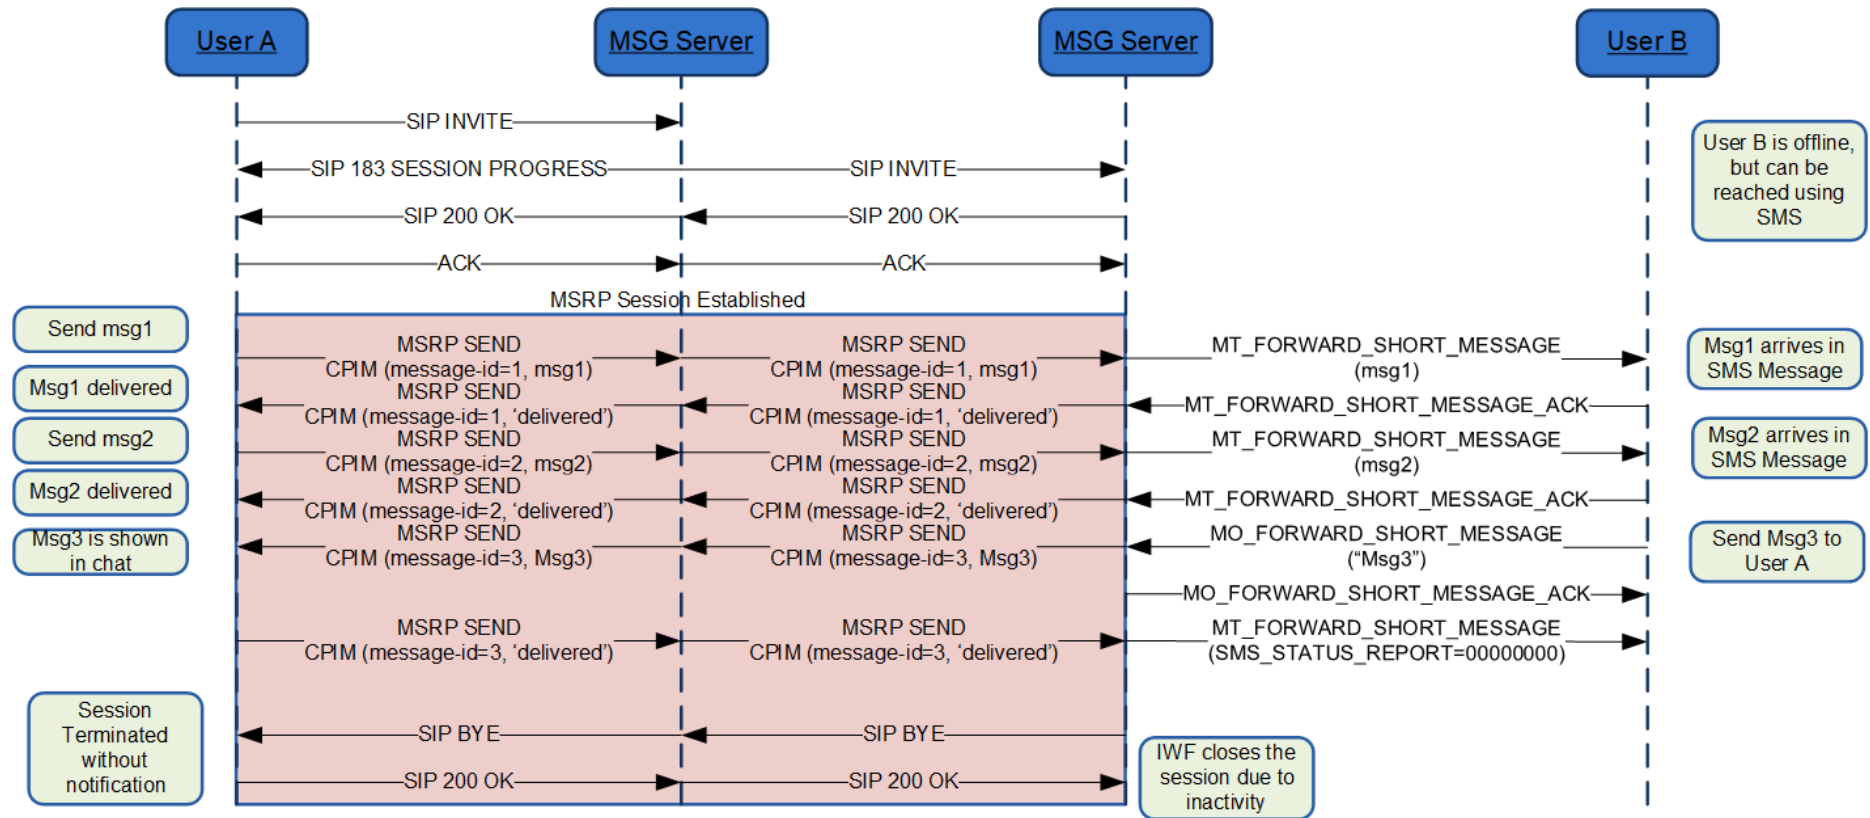 User A
MSG Server
MSG Server
User B
SIP INVITE
User B is offline,
but can be
reached using
SMS
SIP 183 SESSION PROGRESS
SIP INVITE
SIP 200 OK
SIP 200 OK
ACK
ACK
MSRP Session Established
Send msg1
MSRP SEND
CPIM (message-id=1, msg1)
MSRP SEND
CPIM (message-id=1, msg1)
MT_FORWARD_SHORT_MESSAGE
(msg1)
Msg1 arrives in
SMS Message
Msg1 delivered
MSRP SEND
CPIM (message-id=1, ‘delivered’)
MSRP SEND
CPIM (message-id=1, ‘delivered’)
MT_FORWARD_SHORT_MESSAGE_ACK
Send msg2
MSRP SEND
CPIM (message-id=2, msg2)
MSRP SEND
CPIM (message-id=2, msg2)
MT_FORWARD_SHORT_MESSAGE
(msg2)
Msg2 arrives in
SMS Message
Msg2 delivered
MSRP SEND
CPIM (message-id=2, ‘delivered’)
MSRP SEND
CPIM (message-id=2, ‘delivered’)
MT_FORWARD_SHORT_MESSAGE_ACK
Msg3 is shown
in chat
MSRP SEND
CPIM (message-id=3, Msg3)
MSRP SEND
CPIM (message-id=3, Msg3)
MO_FORWARD_SHORT_MESSAGE
(“Msg3”)
Send Msg3 to
User A
MO_FORWARD_SHORT_MESSAGE_ACK
MSRP SEND
CPIM (message-id=3, ‘delivered’)
MSRP SEND
CPIM (message-id=3, ‘delivered’)
MT_FORWARD_SHORT_MESSAGE
(SMS_STATUS_REPORT=00000000)
Session
Terminated
without
notification
SIP BYE
SIP BYE
SIP 200 OK
SIP 200 OK
IWF closes the
session due to
inactivity